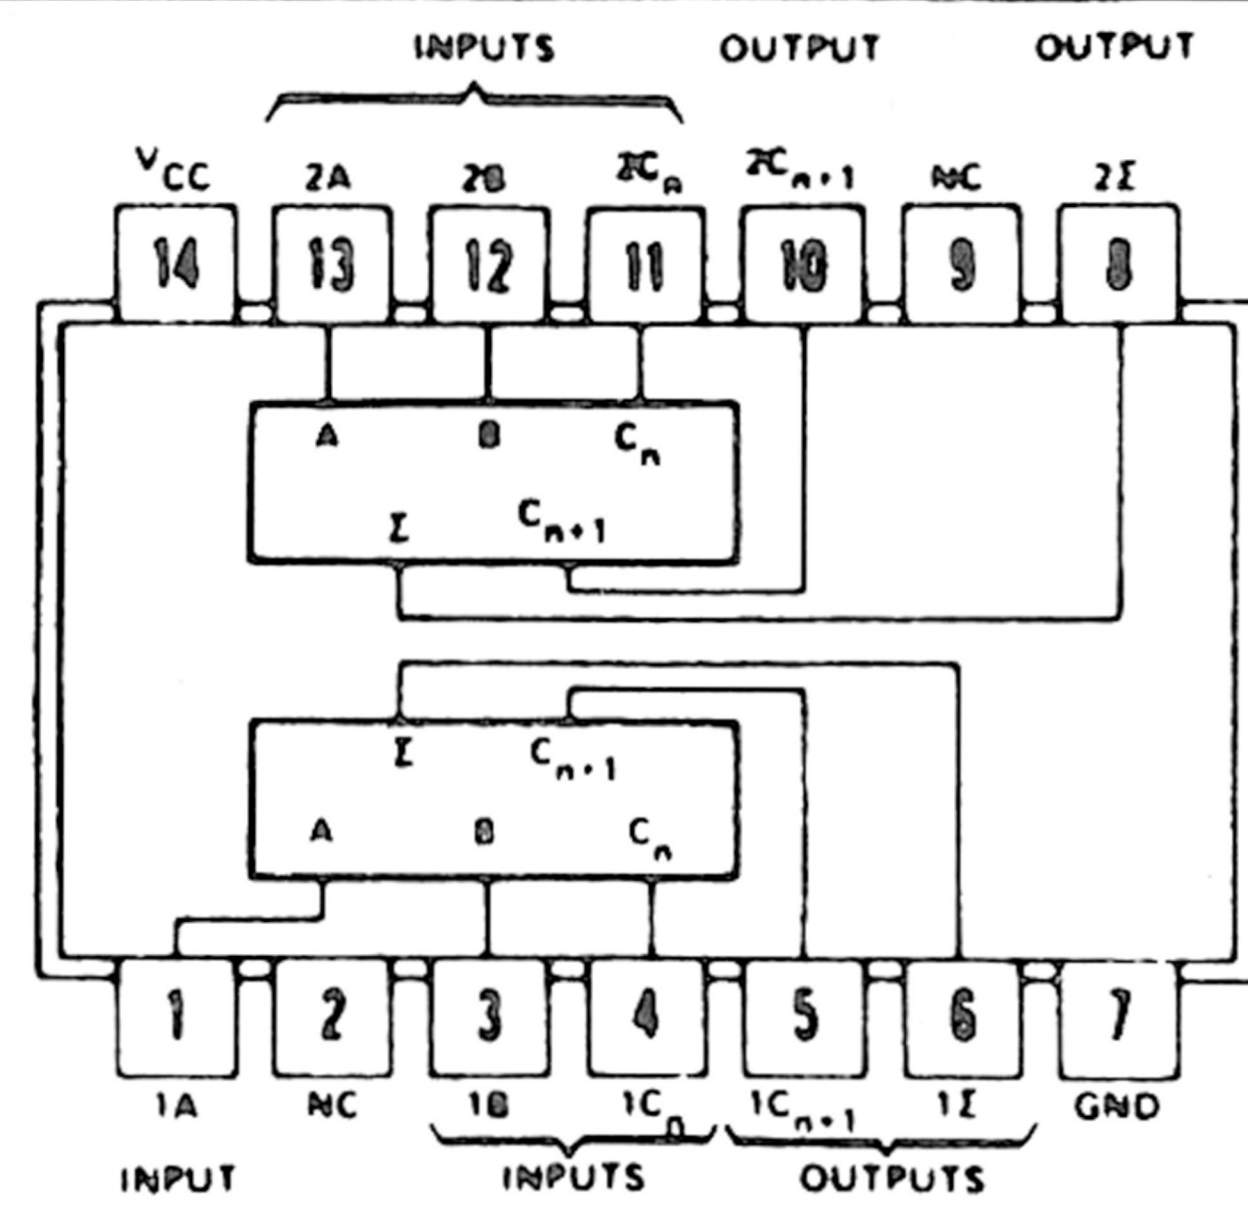 INPUTS OUTPUT OUTPUT
VCC 2A 2B 2Cn 2Cn+1 NC 2Σ
14 13 12 11 10 9 8
A B Cn
Σ Cn+1
Σ Cn+1
A B Cn
1 2 3 4 5 6 7
1A NC 1B 1Cn 1Cn+1 1Σ GND
INPUT INPUTS OUTPUTS